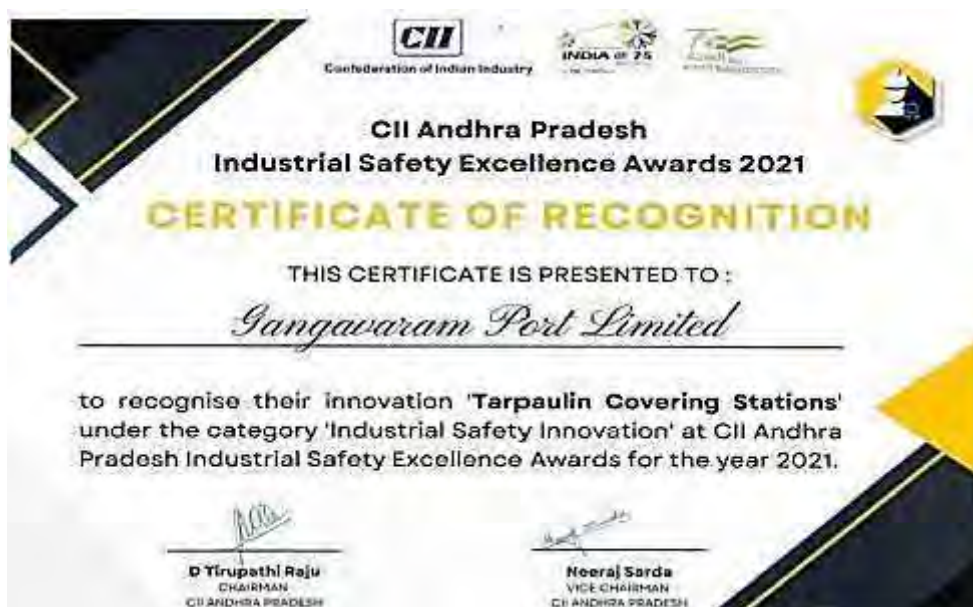 CII
Confederation of Indian Industry
INDIA @ 75
CII Andhra Pradesh
Industrial Safety Excellence Awards 2021
CERTIFICATE OF RECOGNITION
THIS CERTIFICATE IS PRESENTED TO :
Gangavaram Port Limited
to recognise their innovation 'Tarpaulin Covering Stations'
under the category 'Industrial Safety Innovation' at CII Andhra
Pradesh Industrial Safety Excellence Awards for the year 2021.
D Tirupathi Raju
CHAIRMAN
CII ANDHRA PRADESH
Neeraj Sarda
VICE CHAIRMAN
CII ANDHRA PRADESH